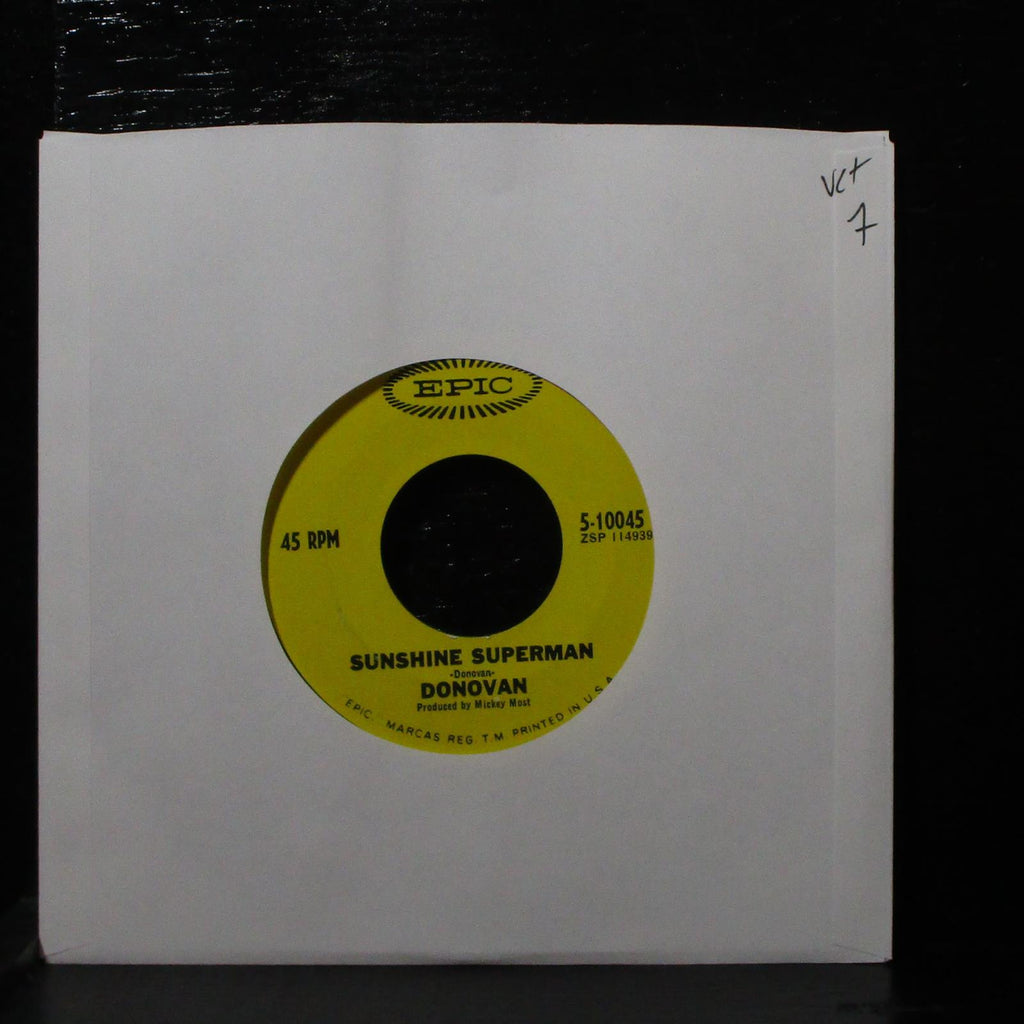 VC+
7
EPIC
45 RPM
5-10045
ZSP 114939
SUNSHINE SUPERMAN
-Donovan-
DONOVAN
Produced by Mickey Most
EPIC. MARCAS REG. T.M. PRINTED IN U.S.A.